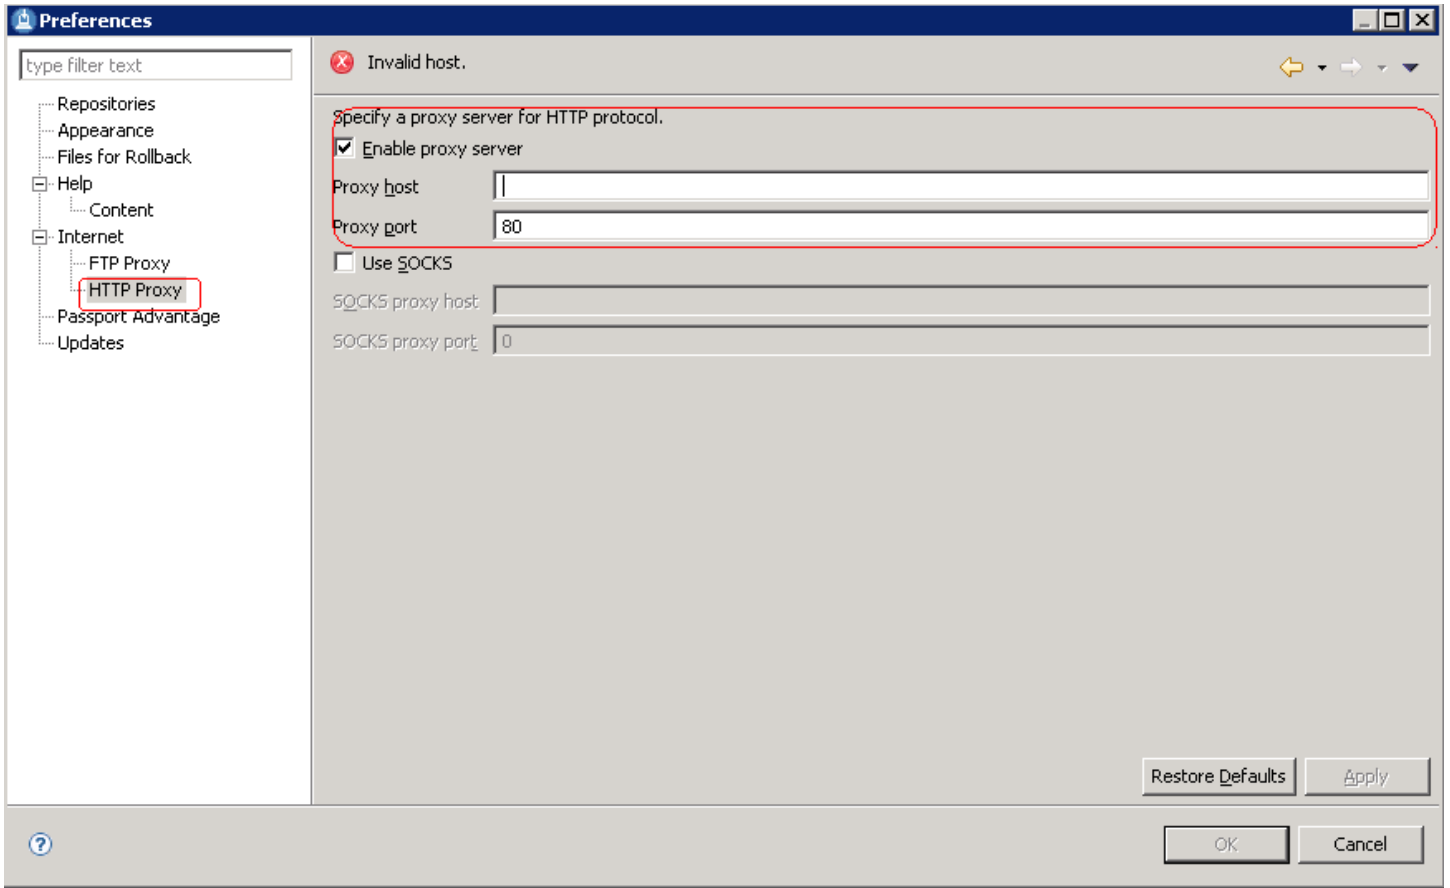 Preferences
type filter text
Repositories
Appearance
Files for Rollback
Help
Content
Internet
FTP Proxy
HTTP Proxy
Passport Advantage
Updates
Invalid host.
Specify a proxy server for HTTP protocol.
Enable proxy server
Proxy host
Proxy port 80
Use SOCKS
SOCKS proxy host
SOCKS proxy port 0
Restore Defaults Apply
? OK Cancel